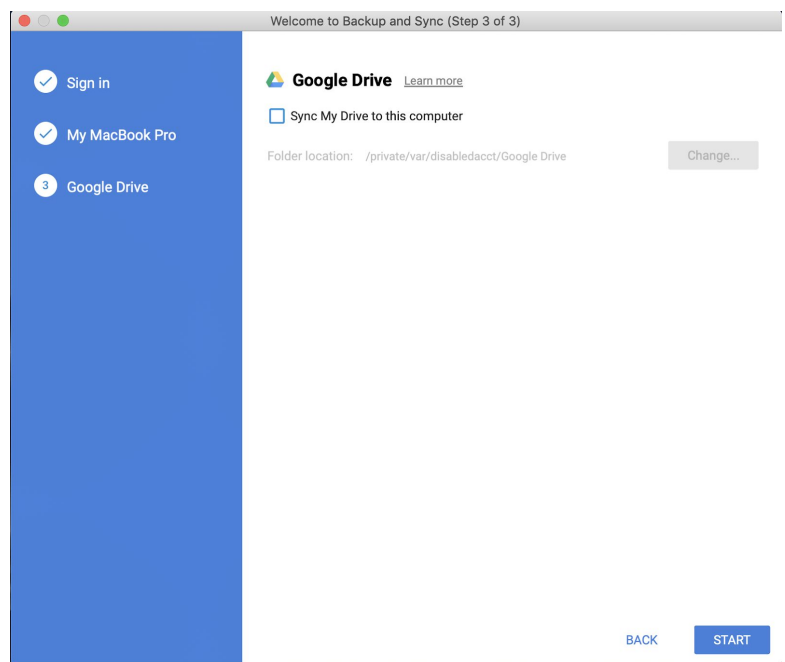 Welcome to Backup and Sync (Step 3 of 3)
Sign in
My MacBook Pro
3 Google Drive
Google Drive Learn more
Sync My Drive to this computer
Folder location: /private/var/disabledacct/Google Drive Change...
BACK START